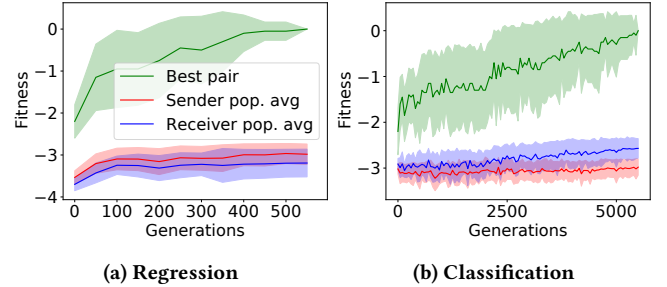 0
−1
−2
−3
−4
Fitness
Best pair
Sender pop. avg
Receiver pop. avg
0 100 200 300 400 500
Generations
(a) Regression
0
−1
−2
−3
Fitness
0 2500 5000
Generations
(b) Classification